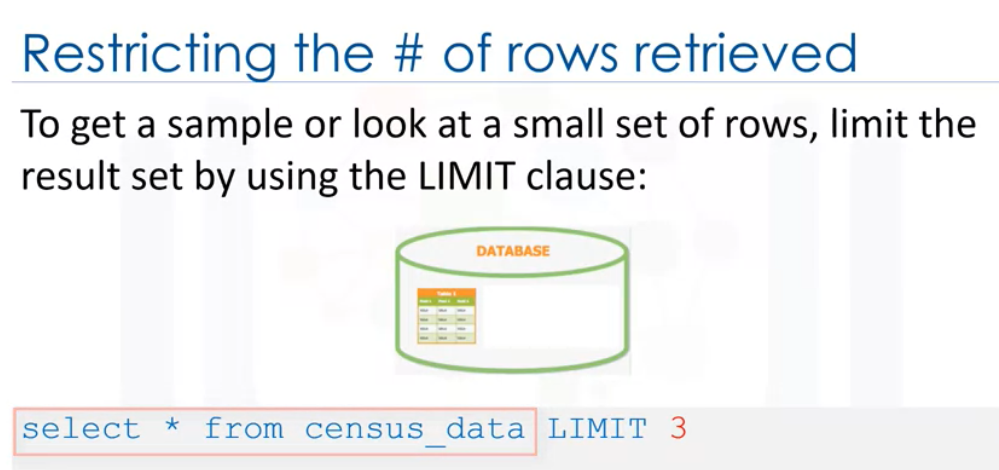 Restricting the # of rows retrieved
To get a sample or look at a small set of rows, limit the
result set by using the LIMIT clause:
DATABASE
select * from census_data LIMIT 3